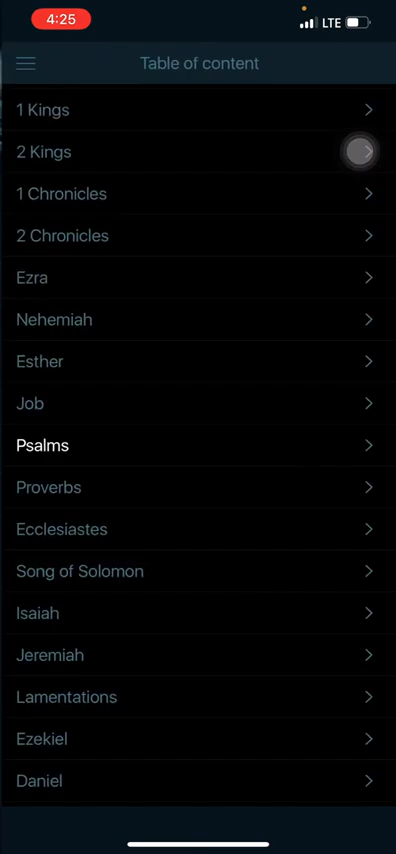 4:25
LTE
Table of content
1 Kings
2 Kings
1 Chronicles
2 Chronicles
Ezra
Nehemiah
Esther
Job
Psalms
Proverbs
Ecclesiastes
Song of Solomon
Isaiah
Jeremiah
Lamentations
Ezekiel
Daniel